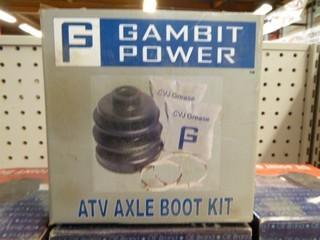 GAMBIT
POWER
CVJ Grease
CVJ Grease
ATV AXLE BOOT KIT